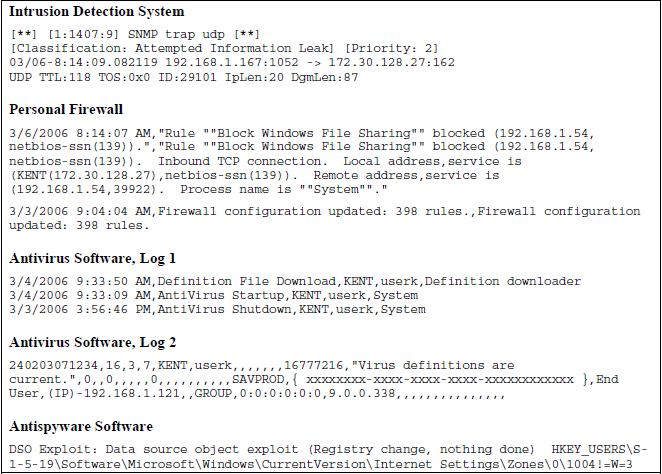 Intrusion Detection System
[**] [1:1407:9] SNMP trap udp [**]
[Classification: Attempted Information Leak] [Priority: 2]
03/06-8:14:09.082119 192.168.1.167:1052 -> 172.30.128.27:162
UDP TTL:118 TOS:0x0 ID:29101 IpLen:20 DgmLen:87
Personal Firewall
3/6/2006 8:14:07 AM,"Rule ""Block Windows File Sharing"" blocked (192.168.1.54,
netbios-ssn(139)).","Rule ""Block Windows File Sharing"" blocked (192.168.1.54,
netbios-ssn(139)). Inbound TCP connection. Local address,service is
(KENT(172.30.128.27),netbios-ssn(139)). Remote address,service is
(192.168.1.54,39922). Process name is ""System""."
3/3/2006 9:04:04 AM,Firewall configuration updated: 398 rules.,Firewall configuration
updated: 398 rules.
Antivirus Software, Log 1
3/4/2006 9:33:50 AM,Definition File Download,KENT,userk,Definition downloader
3/4/2006 9:33:09 AM,AntiVirus Startup,KENT,userk,System
3/3/2006 3:56:46 PM,AntiVirus Shutdown,KENT,userk,System
Antivirus Software, Log 2
240203071234,16,3,7,KENT,userk,,,,,,,16777216,"Virus definitions are
current.",0,,0,,,,,0,,,,,,,,,,SAVPROD,{ xxxxxxxx-xxxx-xxxx-xxxx-xxxxxxxxxxxx },End
User,(IP)-192.168.1.121,,GROUP,0:0:0:0:0:0,9.0.0.338,,,,,,,,,,,,,,,
Antispyware Software
DSO Exploit: Data source object exploit (Registry change, nothing done) HKEY_USERS\S-
1-5-19\Software\Microsoft\Windows\CurrentVersion\Internet Settings\Zones\0\1004!=W=3